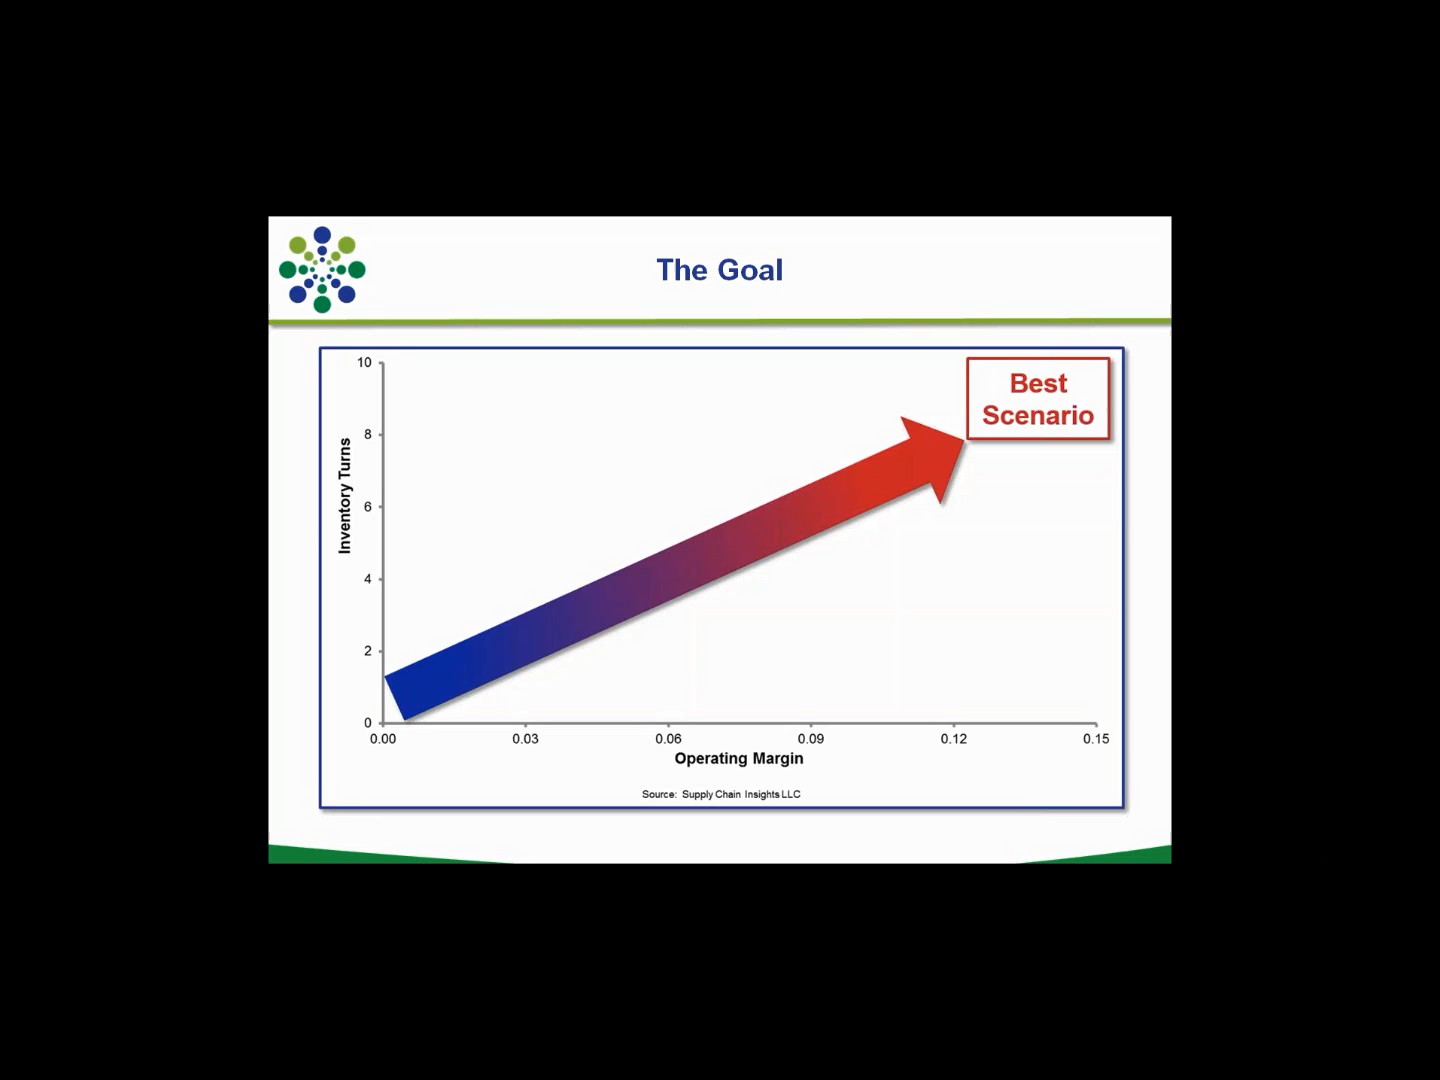 The Goal
Best
Scenario
Inventory Turns
10
8
6
4
2
0
0.00 0.03 0.06 0.09 0.12 0.15
Operating Margin
Source: Supply Chain Insights LLC